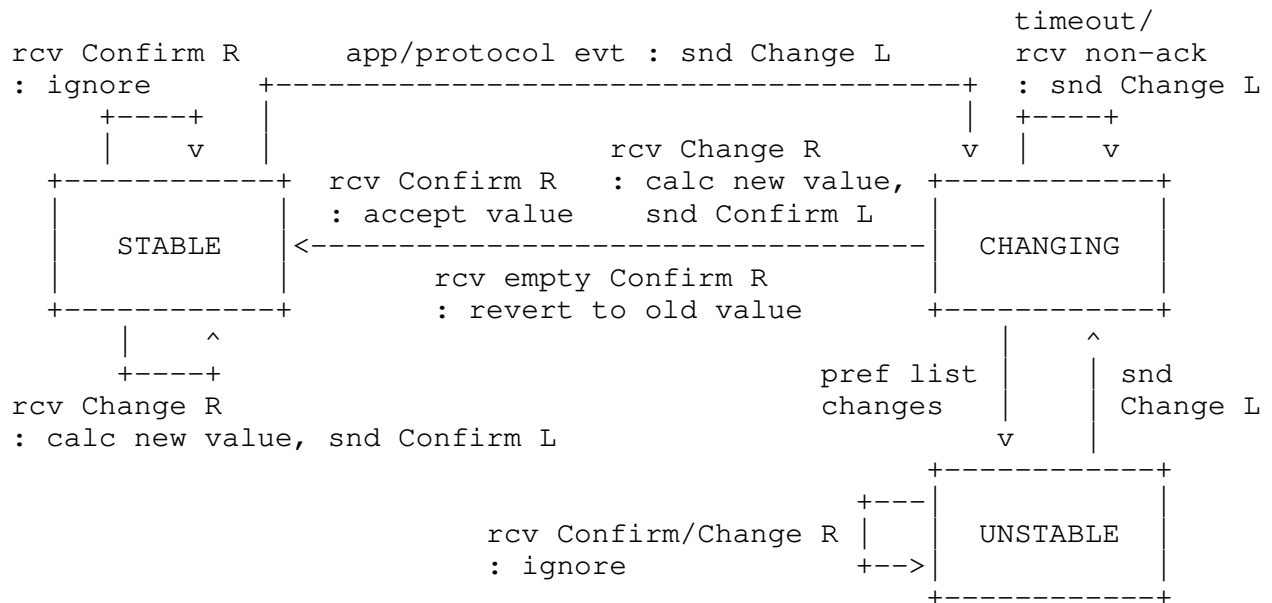 timeout/
rcv Confirm R app/protocol evt : snd Change L rcv non-ack
: ignore : snd Change L
rcv Change R
rcv Confirm R : calc new value,
: accept value snd Confirm L
STABLE CHANGING
rcv empty Confirm R
: revert to old value
pref list snd
rcv Change R changes Change L
: calc new value, snd Confirm L
rcv Confirm/Change R UNSTABLE
: ignore